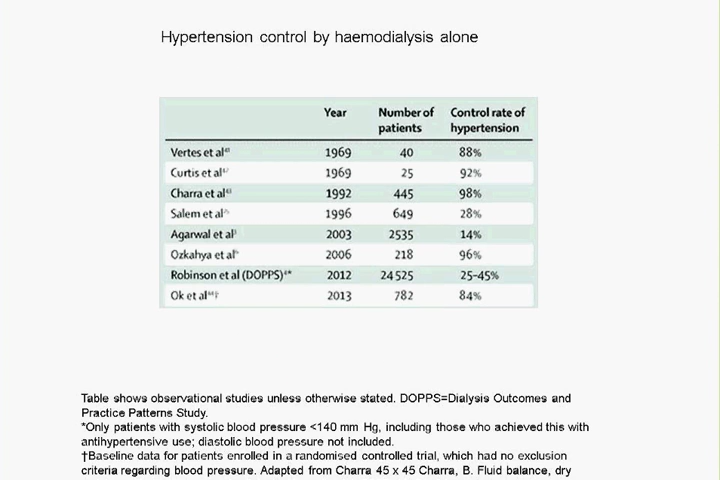 Hypertension control by haemodialysis alone
Year Number of patients Control rate of hypertension
Vertes et al 1969 40 88%
Curtis et al 1969 25 92%
Charra et al 1992 445 98%
Salem et al 1996 649 28%
Agarwal et al 2003 2535 14%
Ozkahya et al 2006 218 96%
Robinson et al (DOPPS) 2012 24 525 25–45%
Ok et al 2013 782 84%
Table shows observational studies unless otherwise stated. DOPPS=Dialysis Outcomes and
Practice Patterns Study.
*Only patients with systolic blood pressure <140 mm Hg, including those who achieved this with
antihypertensive use; diastolic blood pressure not included.
†Baseline data for patients enrolled in a randomised controlled trial, which had no exclusion
criteria regarding blood pressure. Adapted from Charra 45 x 45 Charra, B. Fluid balance, dry